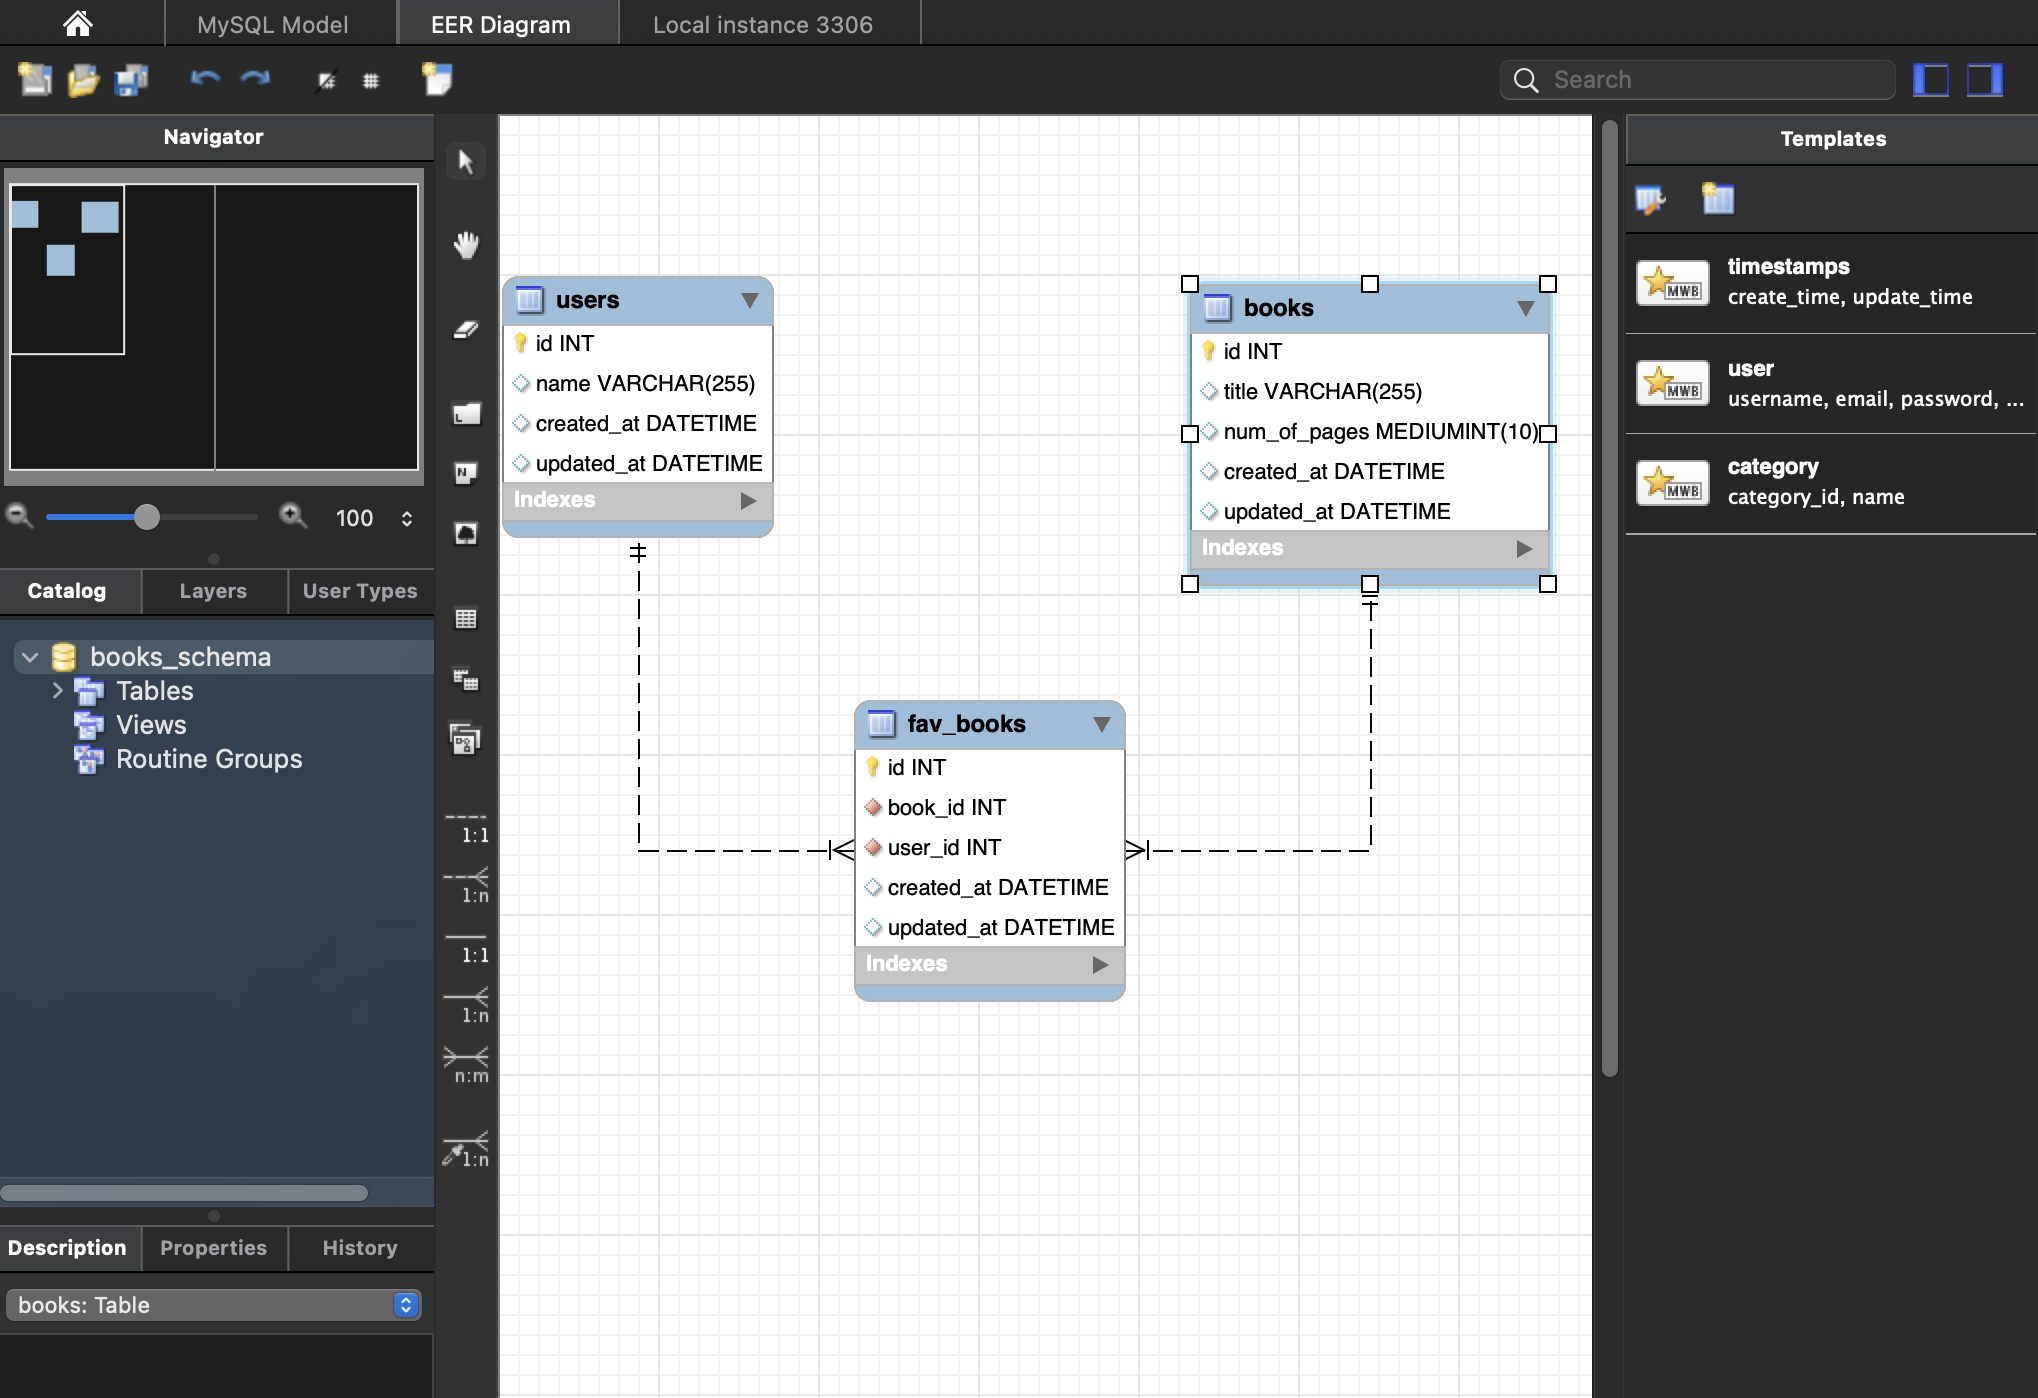 MySQL Model
EER Diagram
Local instance 3306
Search
Navigator
100
Catalog
Layers
User Types
books_schema
Tables
Views
Routine Groups
Description
Properties
History
books: Table
1:1
1:n
1:1
1:n
n:m
1:n
users
id INT
name VARCHAR(255)
created_at DATETIME
updated_at DATETIME
Indexes
books
id INT
title VARCHAR(255)
num_of_pages MEDIUMINT(10)
created_at DATETIME
updated_at DATETIME
Indexes
fav_books
id INT
book_id INT
user_id INT
created_at DATETIME
updated_at DATETIME
Indexes
Templates
MWB
timestamps
create_time, update_time
MWB
user
username, email, password, ...
MWB
category
category_id, name